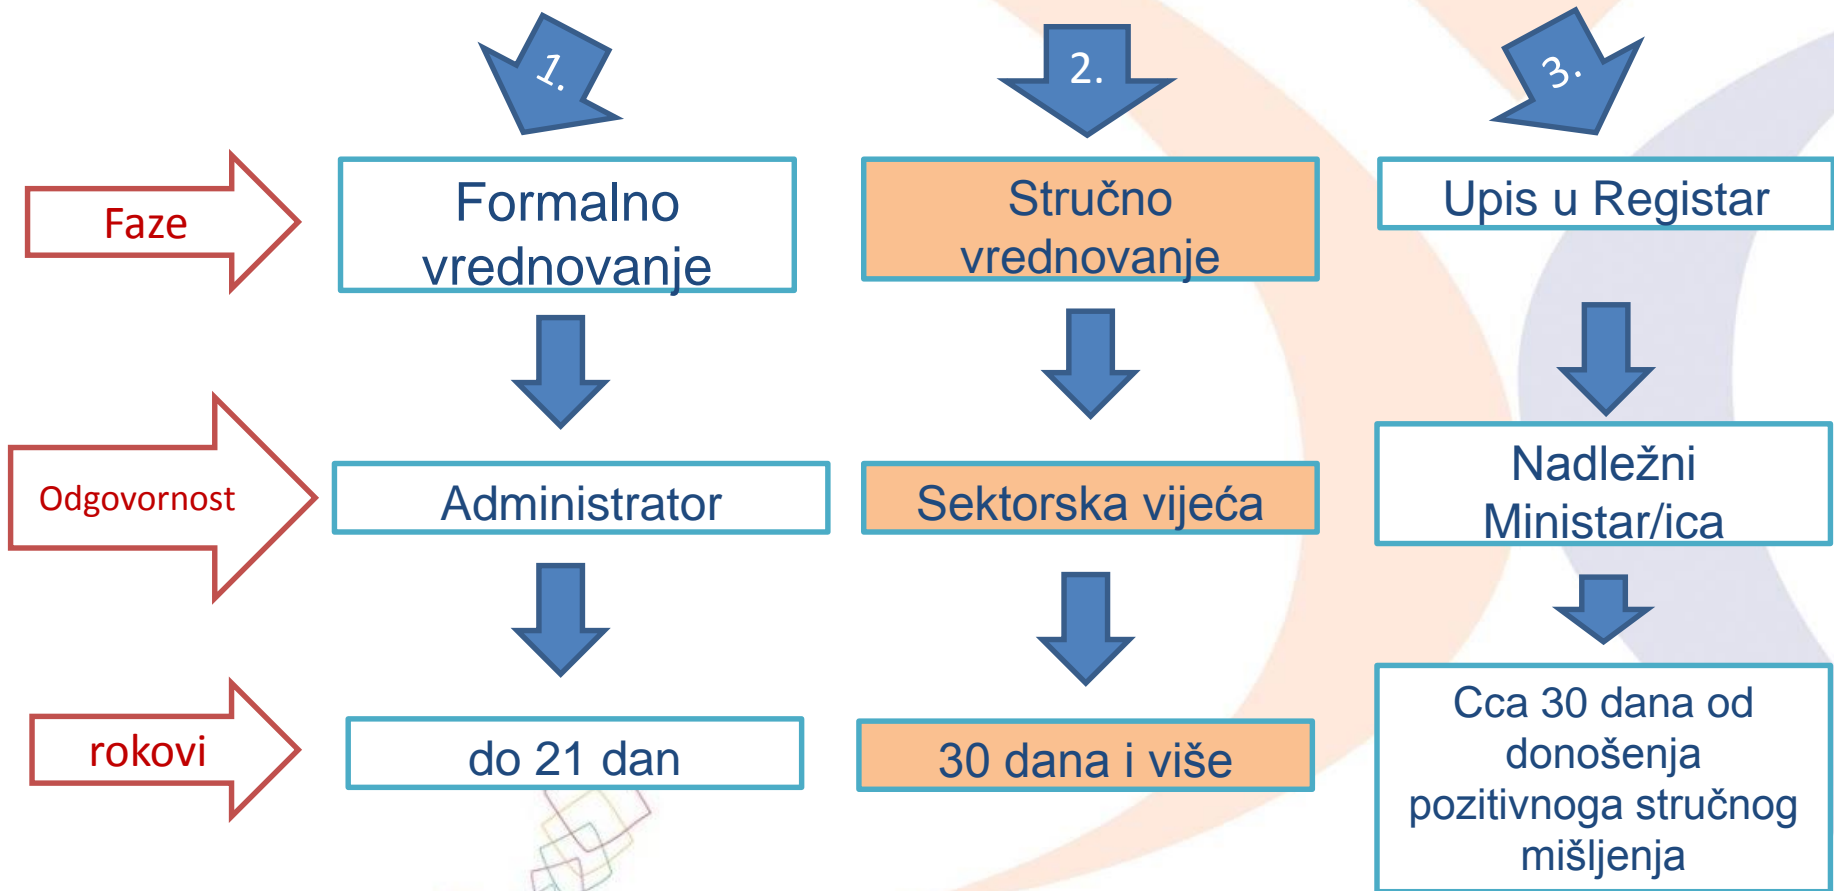 1.
2.
3.
Faze
Formalno
vrednovanje
Stručno
vrednovanje
Upis u Registar
Odgovornost
Administrator
Sektorska vijeća
Nadležni
Ministar/ica
rokovi
do 21 dan
30 dana i više
Cca 30 dana od
donošenja
pozitivnoga stručnog
mišljenja